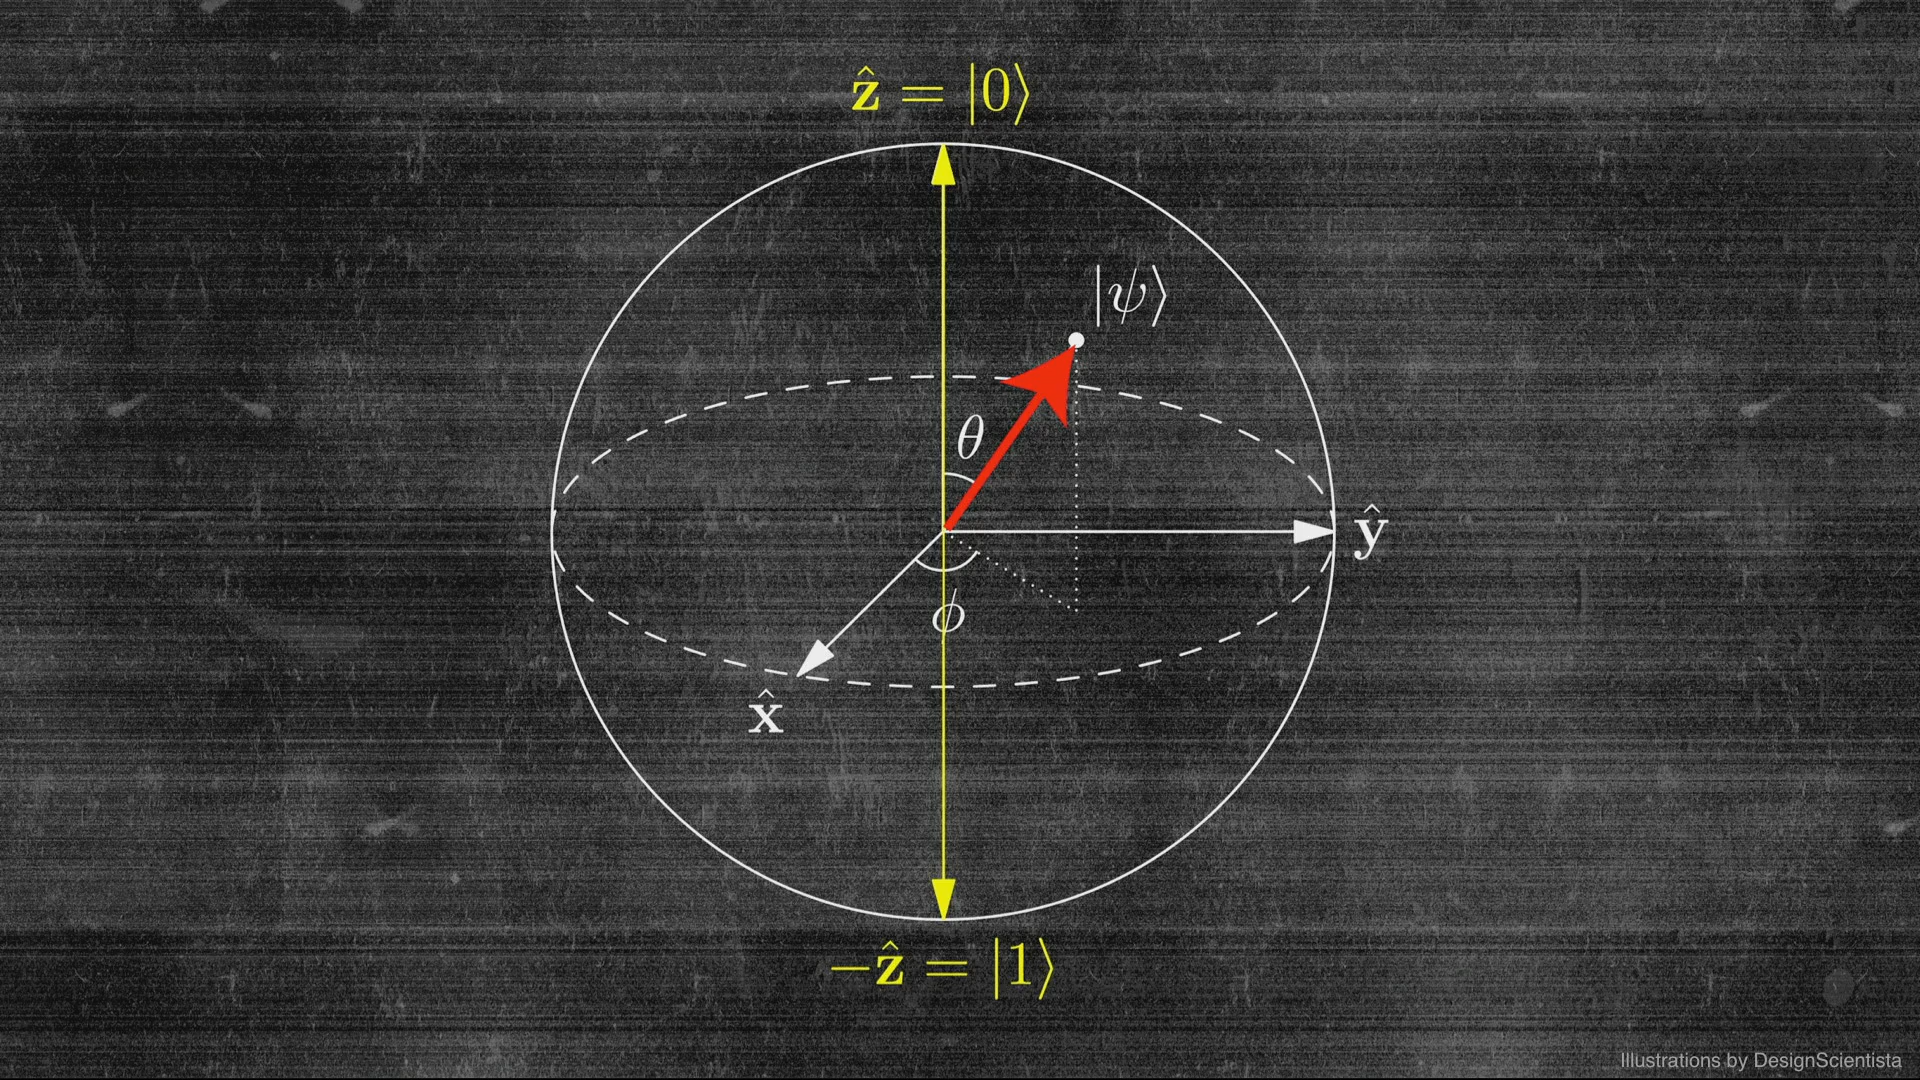 ẑ = |0⟩
|ψ⟩
θ
ŷ
ϕ
x̂
−ẑ = |1⟩
Illustrations by DesignScientista